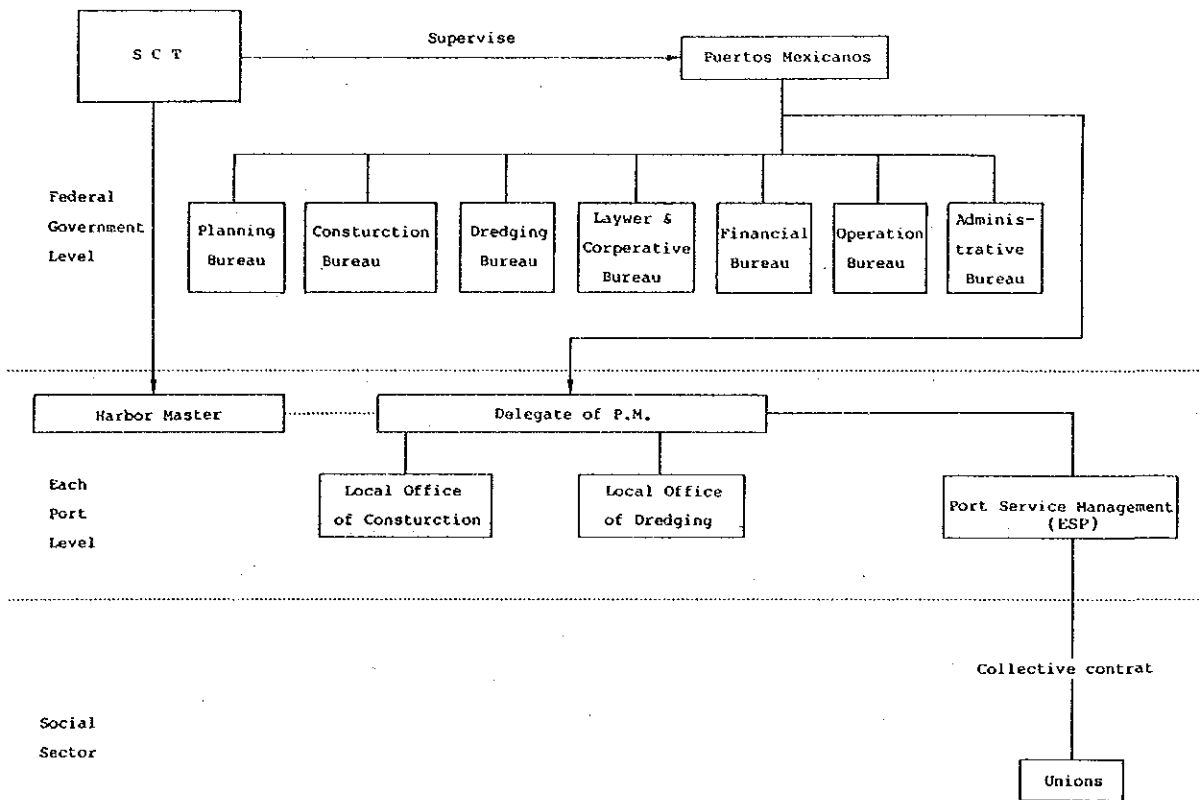 S C T
Supervise
Puertos Mexicanos
Federal
Government
Level
Planning
Bureau
Consturction
Bureau
Dredging
Bureau
Laywer &
Corperative
Bureau
Financial
Bureau
Operation
Bureau
Adminis-
trative
Bureau
Harbor Master
Delegate of P.M.
Each
Port
Level
Local Office
of Consturction
Local Office
of Dredging
Port Service Management
(ESP)
Collective contrat
Social
Sector
Unions